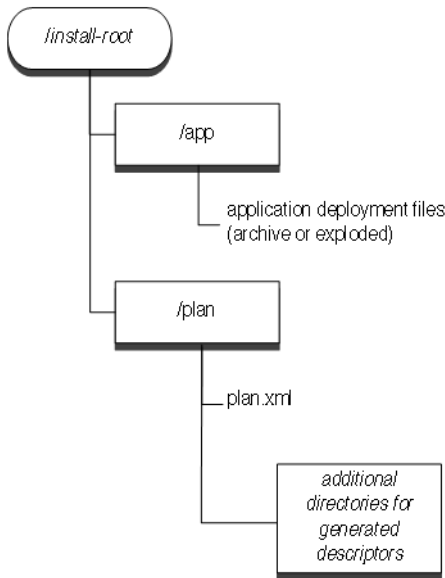 /install-root
/app
application deployment files
(archive or exploded)
/plan
plan.xml
additional
directories for
generated
descriptors